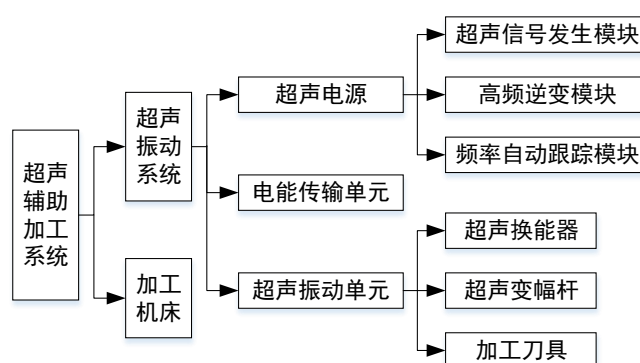 超声
辅助
加工
系统
超声
振动
系统
加工
机床
超声电源
电能传输单元
超声振动单元
超声信号发生模块
高频逆变模块
频率自动跟踪模块
超声换能器
超声变幅杆
加工刀具